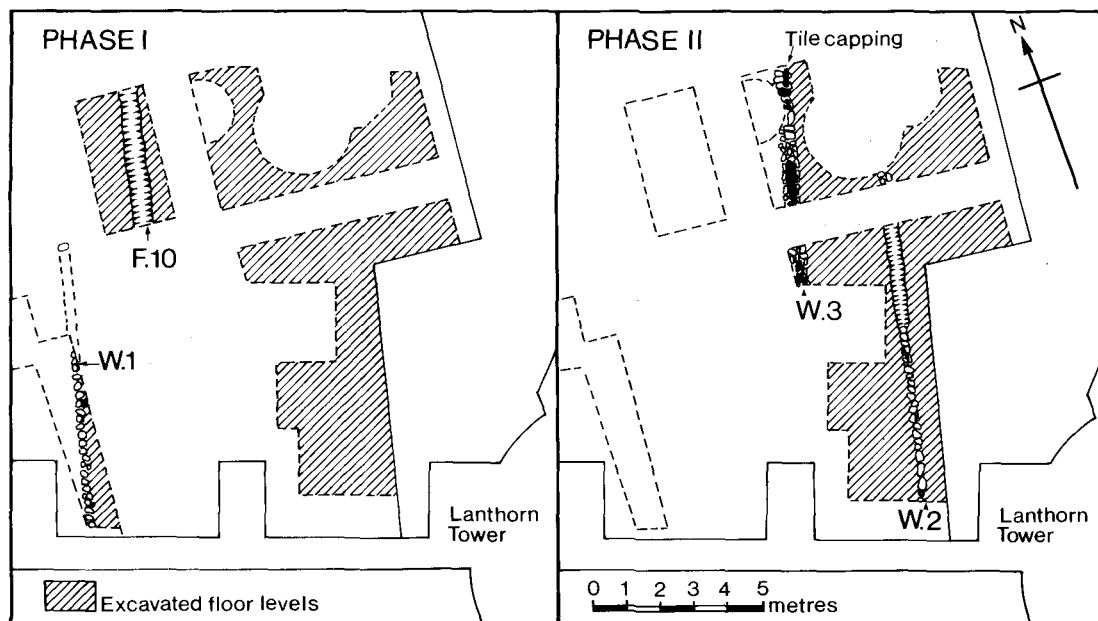 PHASE I
F.10
W.1
Lanthorn
Tower
Excavated floor levels
PHASE II
Tile capping
N
W.3
W.2
Lanthorn
Tower
0 1 2 3 4 5
metres